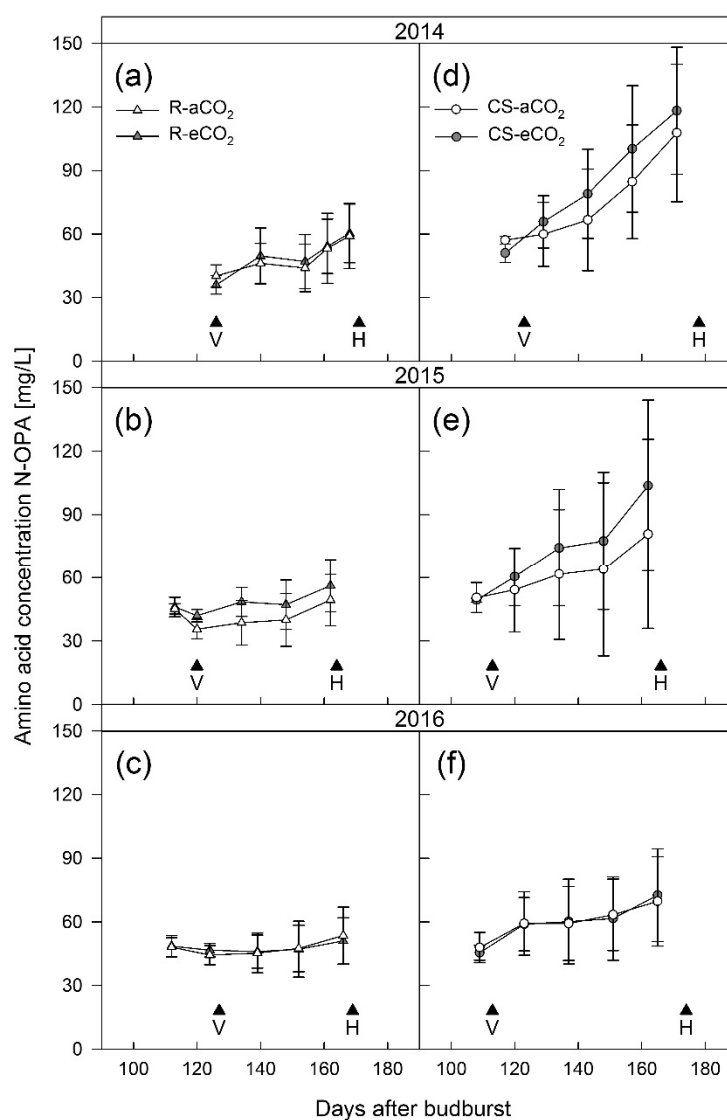 2014
(a)
R-aCO₂
R-eCO₂
(d)
CS-aCO₂
CS-eCO₂
150
120
90
60
30
0
V
H
V
H
2015
(b)
(e)
150
120
90
60
30
0
V
H
V
H
2016
(c)
(f)
150
120
90
60
30
0
V
H
V
H
100 120 140 160 180 100 120 140 160 180
Amino acid concentration N-OPA [mg/L]
Days after budburst